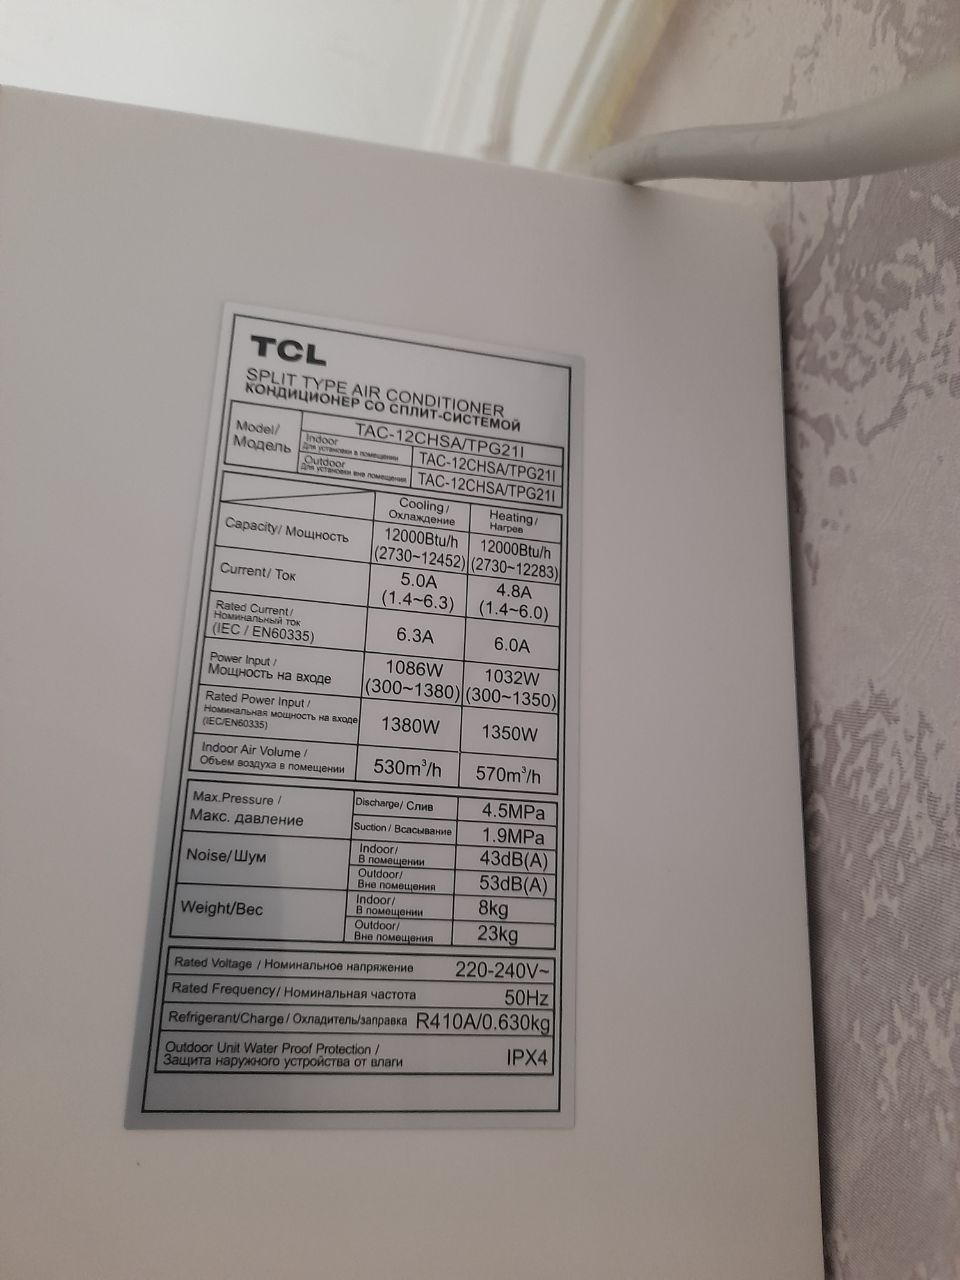 TCL
SPLIT TYPE AIR CONDITIONER
КОНДИЦИОНЕР СО СПЛИТ-СИСТЕМОЙ
Model/
Модель
TAC-12CHSA/TPG21I
Indoor
Для установки в помещении
TAC-12CHSA/TPG21I
Outdoor
Для установки вне помещения
TAC-12CHSA/TPG21I
Cooling/
Охлаждение
Heating/
Нагрев
Capacity/ Мощность
12000Btu/h
(2730~12452)
12000Btu/h
(2730~12283)
Current/ Ток
5.0A
(1.4~6.3)
4.8A
(1.4~6.0)
Rated Current/
Номинальный ток
(IEC / EN60335)
6.3A
6.0A
Power Input /
Мощность на входе
1086W
(300~1380)
1032W
(300~1350)
Rated Power Input /
Номинальная мощность на входе
(IEC/EN60335)
1380W
1350W
Indoor Air Volume /
Объем воздуха в помещении
530m³/h
570m³/h
Max.Pressure /
Макс. давление
Discharge/ Слив
4.5MPa
Suction / Всасывание
1.9MPa
Noise/ Шум
Indoor/
В помещении
43dB(A)
Outdoor/
Вне помещения
53dB(A)
Weight/Вес
Indoor/
В помещении
8kg
Outdoor/
Вне помещения
23kg
Rated Voltage / Номинальное напряжение
220-240V~
Rated Frequency/ Номинальная частота
50Hz
Refrigerant/Charge / Охладитель/заправка
R410A/0.630kg
Outdoor Unit Water Proof Protection /
Защита наружного устройства от влаги
IPX4